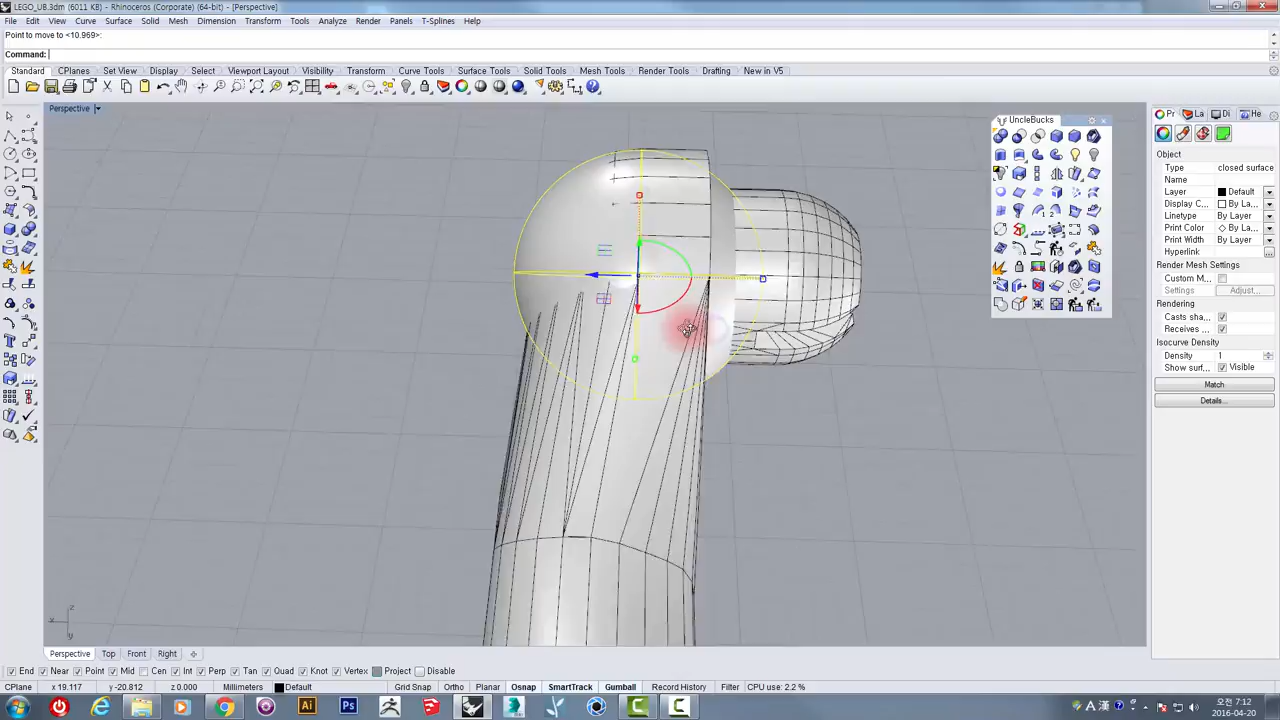 LEGO_UB.3dm (6011 KB) - Rhinoceros (Corporate) (64-bit) - [Perspective]
File Edit View Curve Surface Solid Mesh Dimension Transform Tools Analyze Render Panels T-Splines Help
Point to move to <10.969>:
Command:
Standard CPlanes Set View Display Select Viewport Layout Visibility Transform Curve Tools Surface Tools Solid Tools Mesh Tools Render Tools Drafting New in V5
Perspective
UncleBucks
Pr La Di He
Object
Type closed surface
Name
Layer Default
Display C... By La...
Linetype By Layer
Print Color By La...
Print Width By Layer
Hyperlink ...
Render Mesh Settings
Custom M...
Settings Adjust...
Rendering
Casts sha...
Receives ...
Isocurve Density
Density 1
Show surf... Visible
Match
Details...
z
x
y
Perspective Top Front Right
End Near Point Mid Cen Int Perp Tan Quad Knot Vertex Project Disable
CPlane x 19.117 y -20.812 z 0.000 Millimeters Default Grid Snap Ortho Planar Osnap SmartTrack Gumball Record History Filter CPU use: 2.2 %
Ai Ps A 漢 오전 7:12
2016-04-20